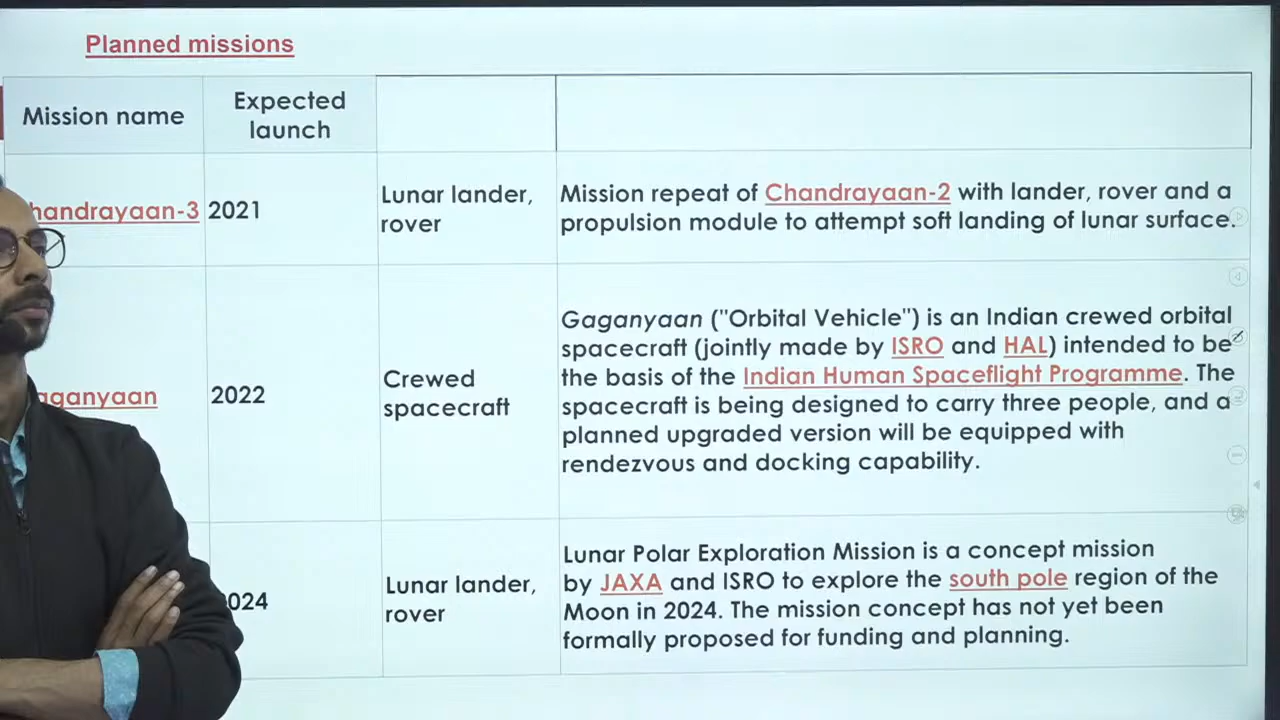 Planned missions
Mission name
Expected
launch
handrayaan-3
2021
Lunar lander,
rover
Mission repeat of Chandrayaan-2 with lander, rover and a
propulsion module to attempt soft landing of lunar surface.
aganyaan
2022
Crewed
spacecraft
Gaganyaan ("Orbital Vehicle") is an Indian crewed orbital
spacecraft (jointly made by ISRO and HAL) intended to be
the basis of the Indian Human Spaceflight Programme. The
spacecraft is being designed to carry three people, and a
planned upgraded version will be equipped with
rendezvous and docking capability.
024
Lunar lander,
rover
Lunar Polar Exploration Mission is a concept mission
by JAXA and ISRO to explore the south pole region of the
Moon in 2024. The mission concept has not yet been
formally proposed for funding and planning.